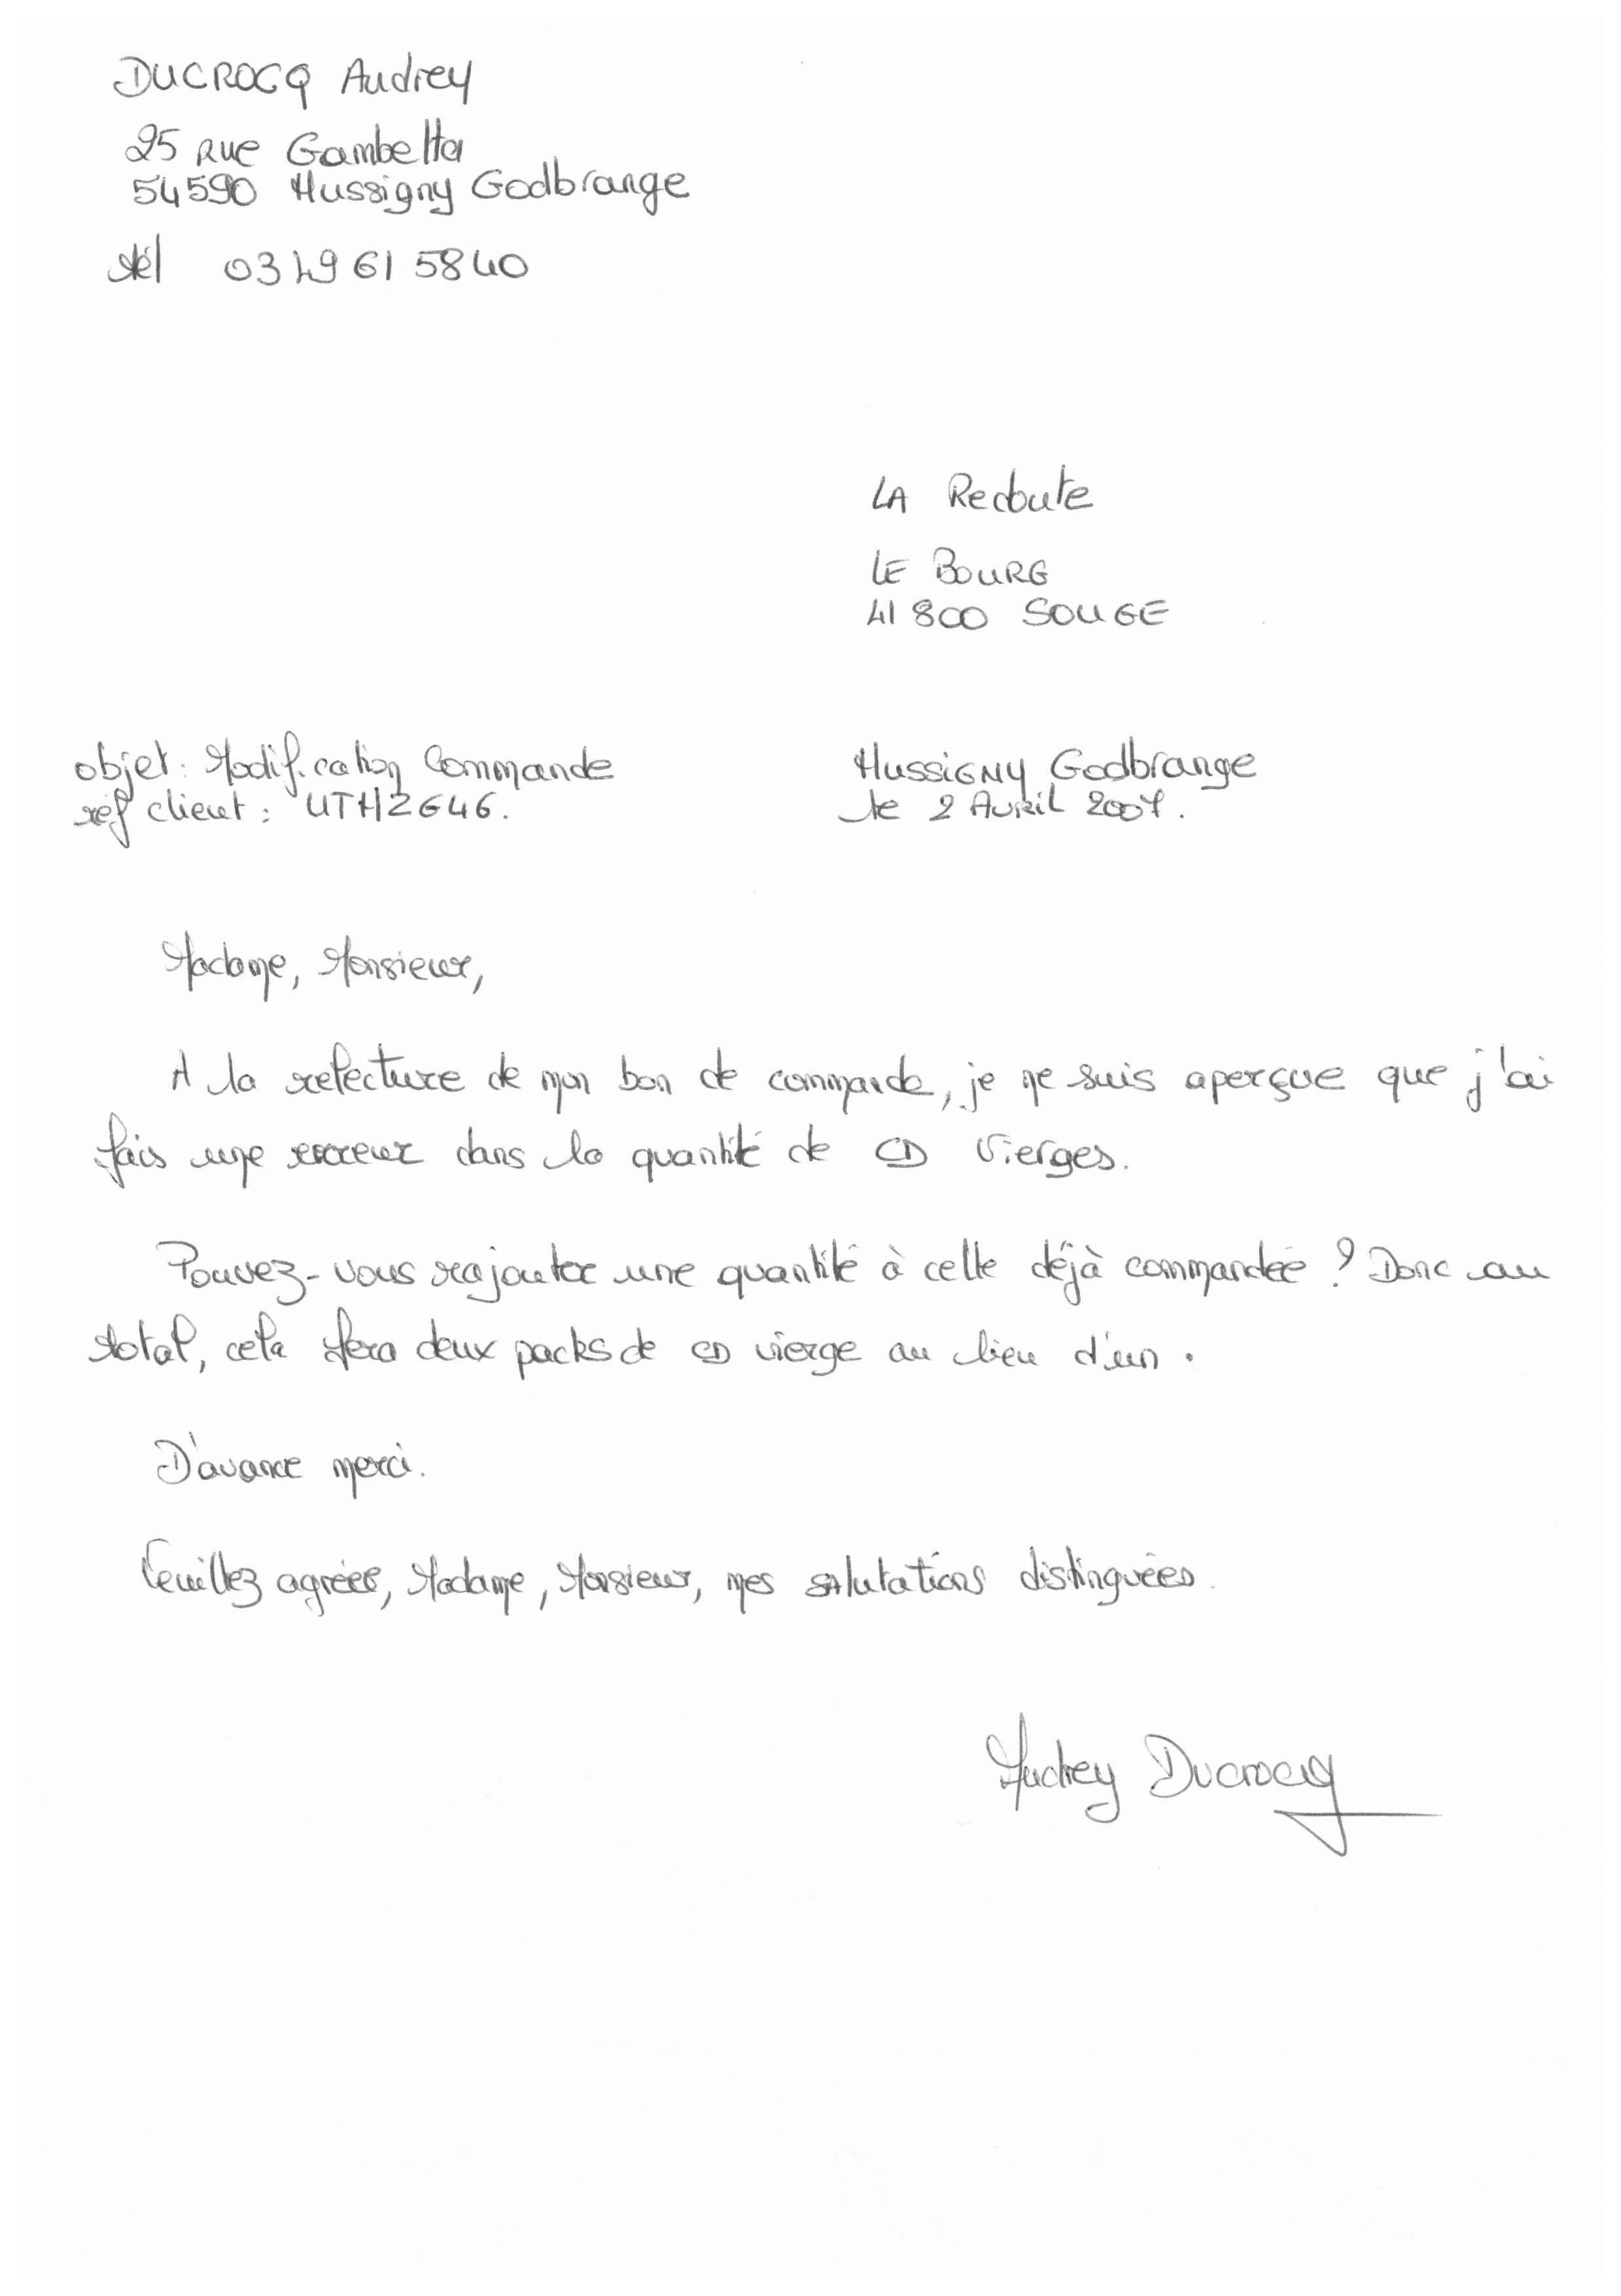 DUCROCQ Audrey
25 rue Gambetta
54590 Hussigny Godbrange
tél 03 49 61 58 40
LA Redoute
LE BOURG
41 800 SOUGE
objet : Modification Commande
Hussigny Godbrange
ref client : UTHZ646.
le 2 Avril 2007.
Madame, Monsieur,
A la relecture de mon bon de commande, je me suis aperçue que j'ai
fais une erreur dans la quantité de CD Vierges.
Pouvez-vous rajouter une quantité à celle déjà commandée ? Donc au
total, cela fera deux packs de CD vierge au lieu d'un.
D'avance merci.
Veuillez agréer, Madame, Monsieur, mes salutations distinguées.
Audrey Ducrocq